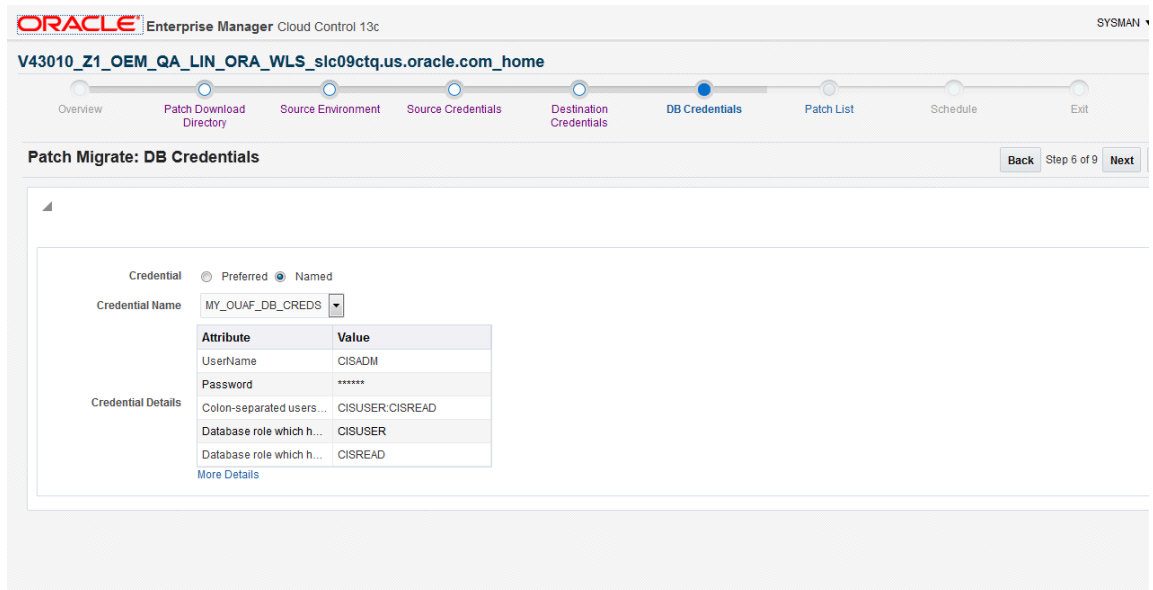 ORACLE Enterprise Manager Cloud Control 13c
SYSMAN
V43010_Z1_OEM_QA_LIN_ORA_WLS_slc09ctq.us.oracle.com_home
Overview
Patch Download
Directory
Source Environment
Source Credentials
Destination
Credentials
DB Credentials
Patch List
Schedule
Exit
Patch Migrate: DB Credentials
Back Step 6 of 9 Next
Credential Preferred Named
Credential Name MY_OUAF_DB_CREDS
Credential Details
Attribute Value
UserName CISADM
Password ******
Colon-separated users... CISUSER:CISREAD
Database role which h... CISUSER
Database role which h... CISREAD
More Details